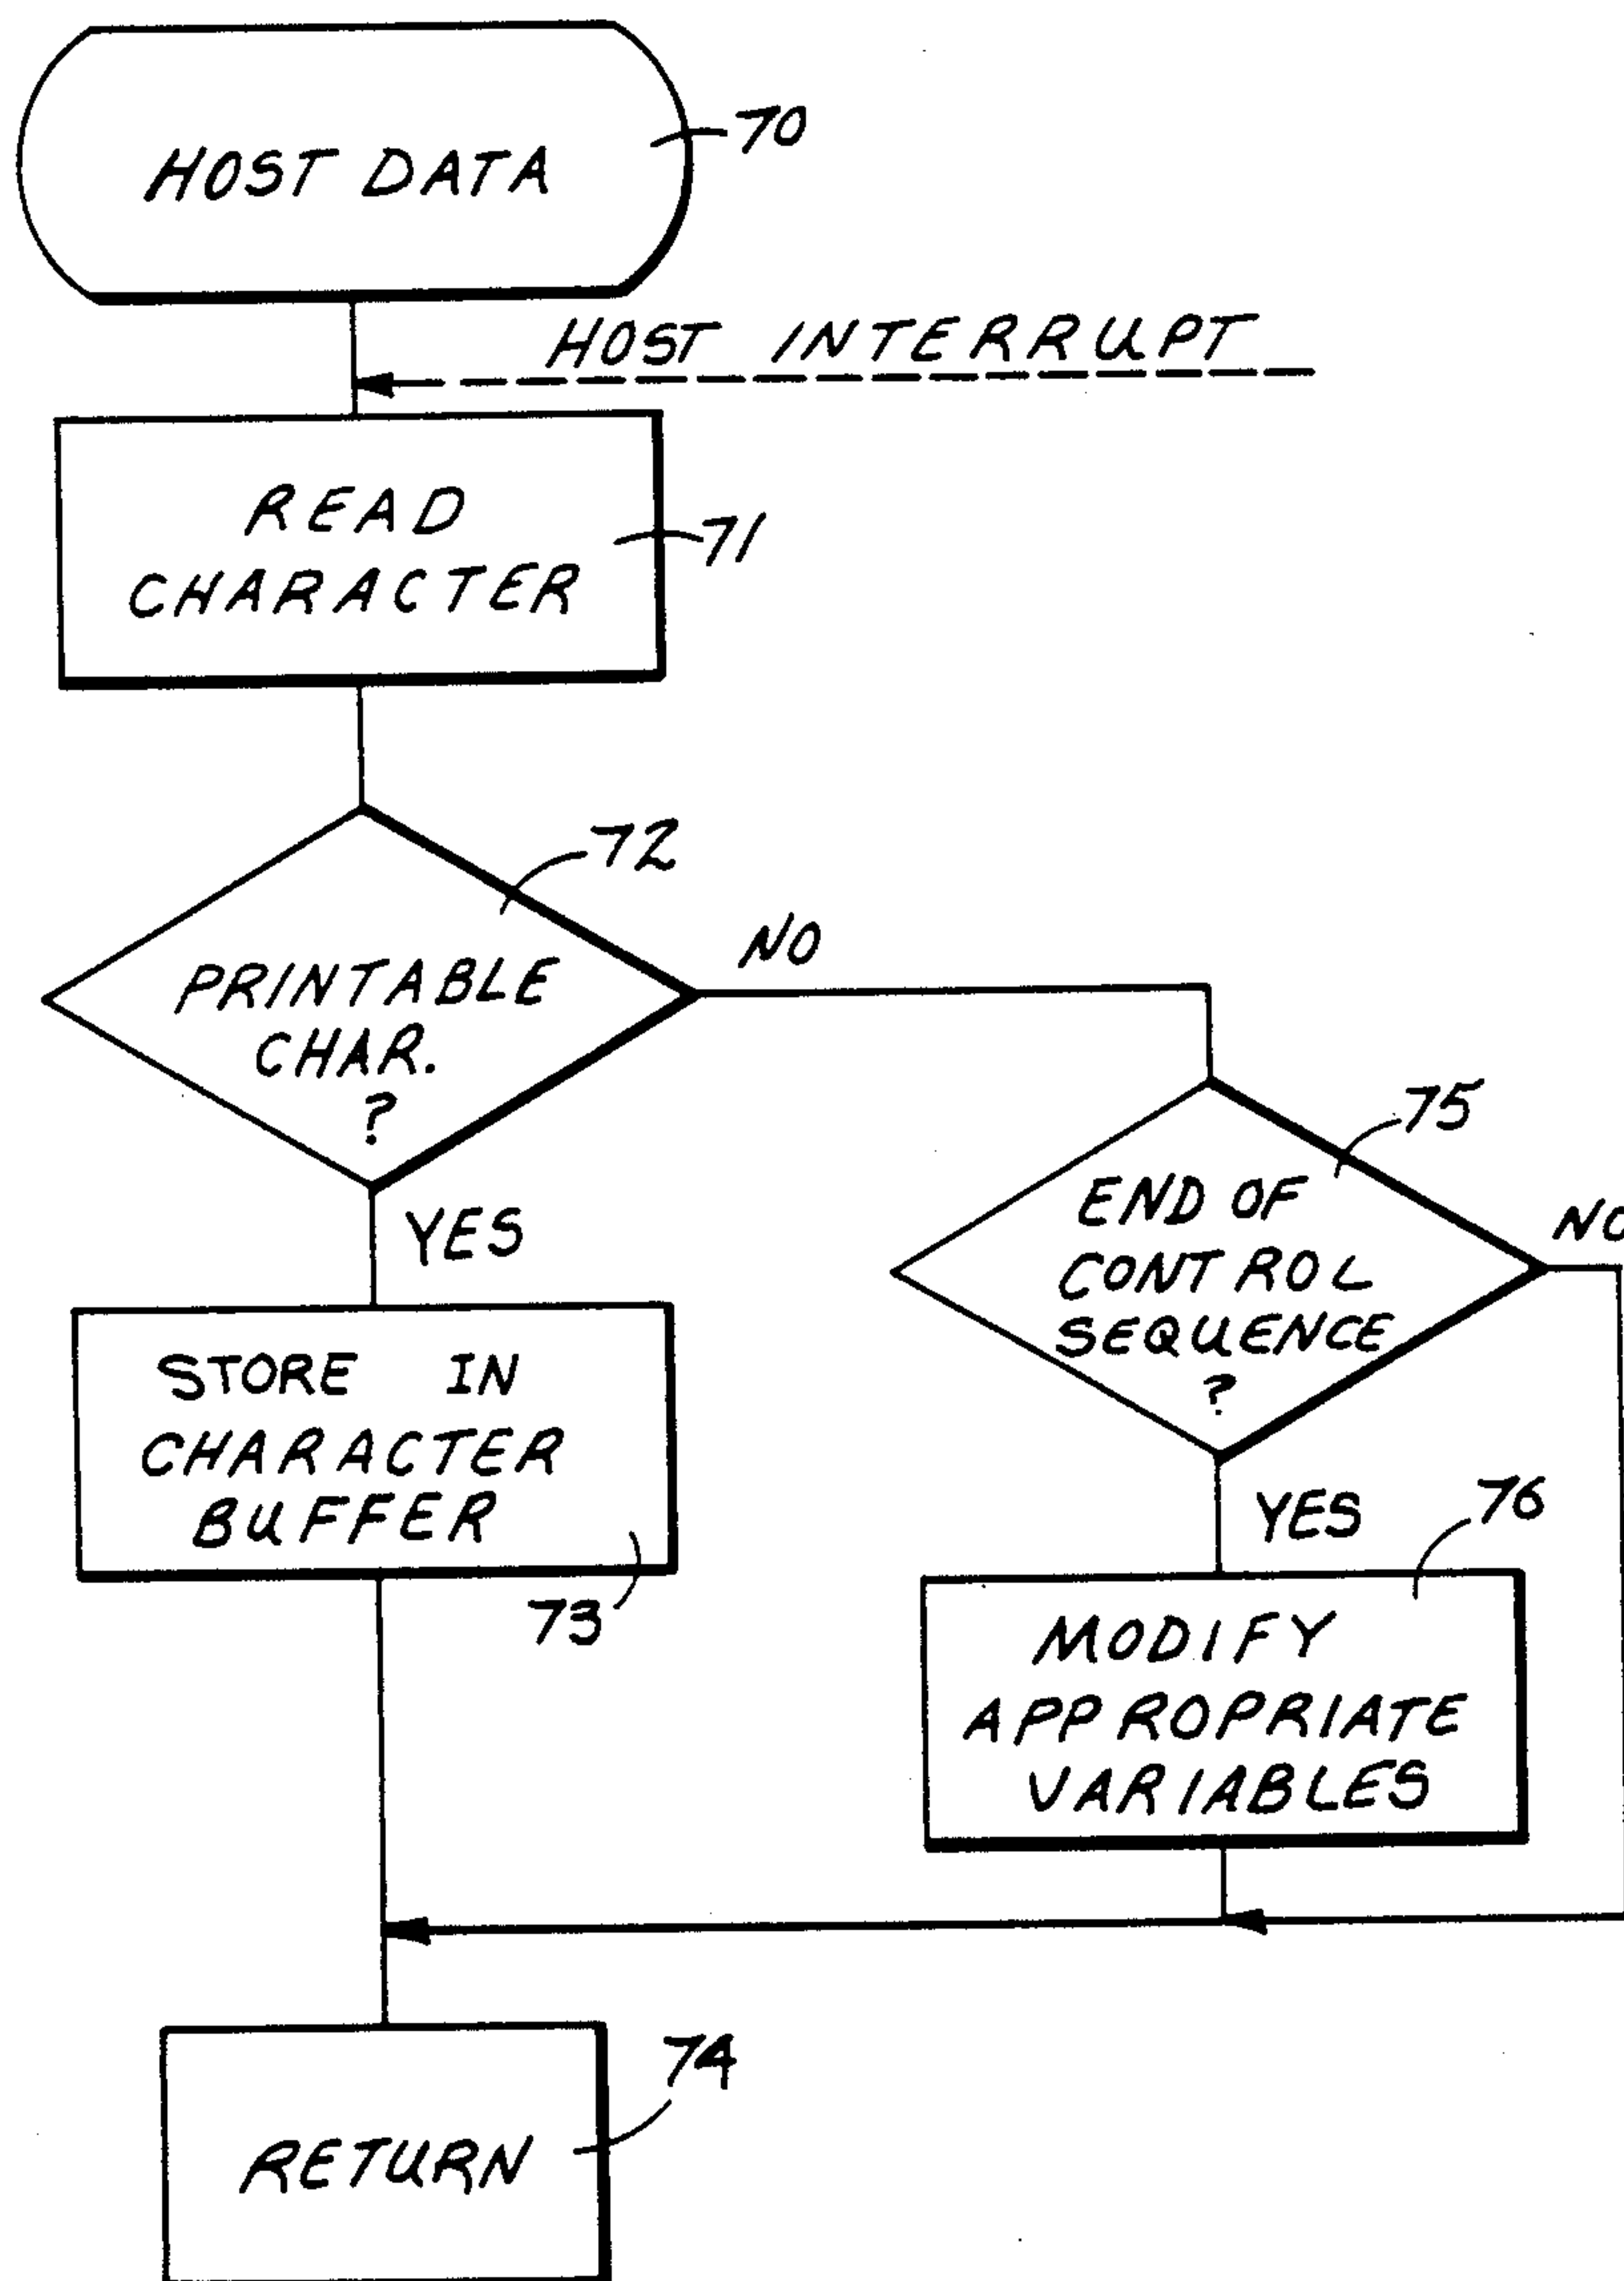 HOST DATA
70
HOST INTERRUPT
READ
CHARACTER
71
72
PRINTABLE
CHAR.
?
NO
YES
75
END OF
CONTROL
SEQUENCE
?
NO
YES
STORE IN
CHARACTER
BUFFER
73
76
MODIFY
APPROPRIATE
VARIABLES
74
RETURN